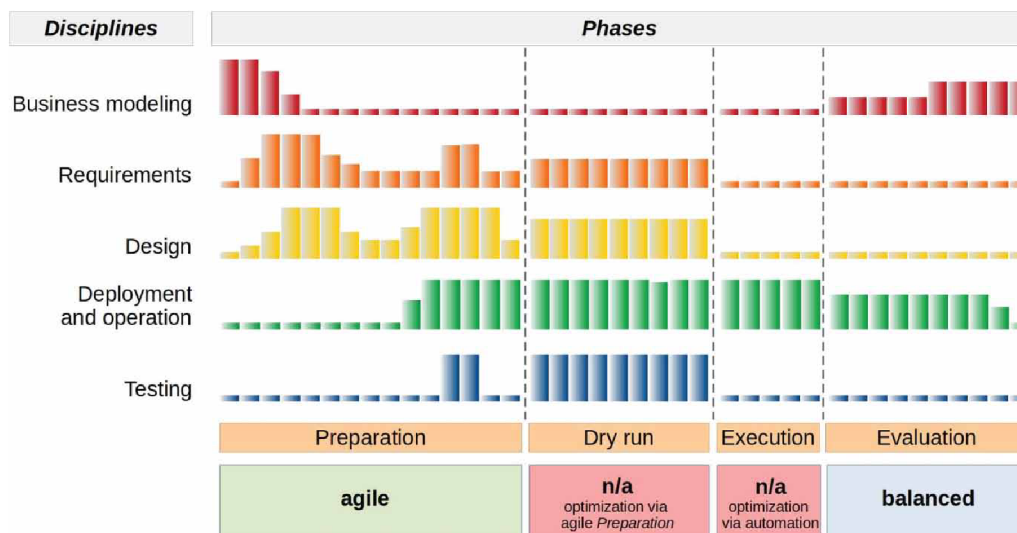 Disciplines
Phases
Business modeling
Requirements
Design
Deployment
and operation
Testing
Preparation
Dry run
Execution
Evaluation
agile
n/a
optimization via
agile Preparation
n/a
optimization
via automation
balanced